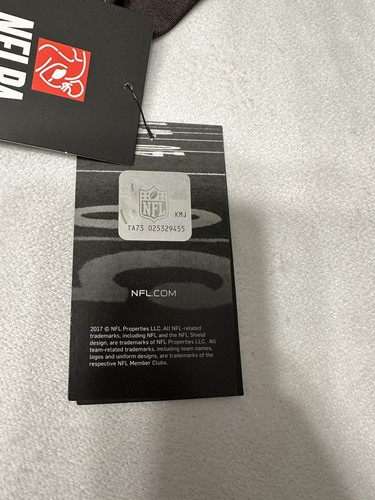 NFLPA
NFL
KMJ
TA73 025329455
NFL.COM
2017 © NFL Properties LLC. All NFL-related
trademarks, including NFL and the NFL Shield
design, are trademarks of NFL Properties LLC. All
team-related trademarks, including team names,
logos and uniform designs, are trademarks of the
respective NFL Member Clubs.